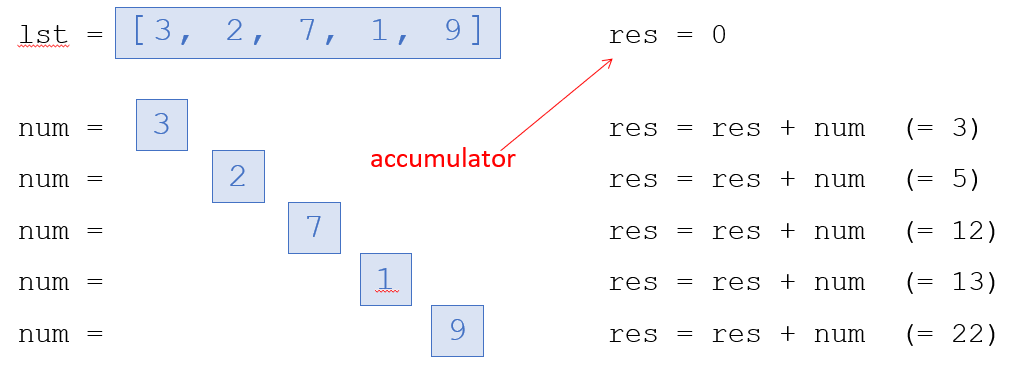 lst = [3, 2, 7, 1, 9] res = 0
num = 3 res = res + num (= 3)
accumulator
num = 2 res = res + num (= 5)
num = 7 res = res + num (= 12)
num = 1 res = res + num (= 13)
num = 9 res = res + num (= 22)